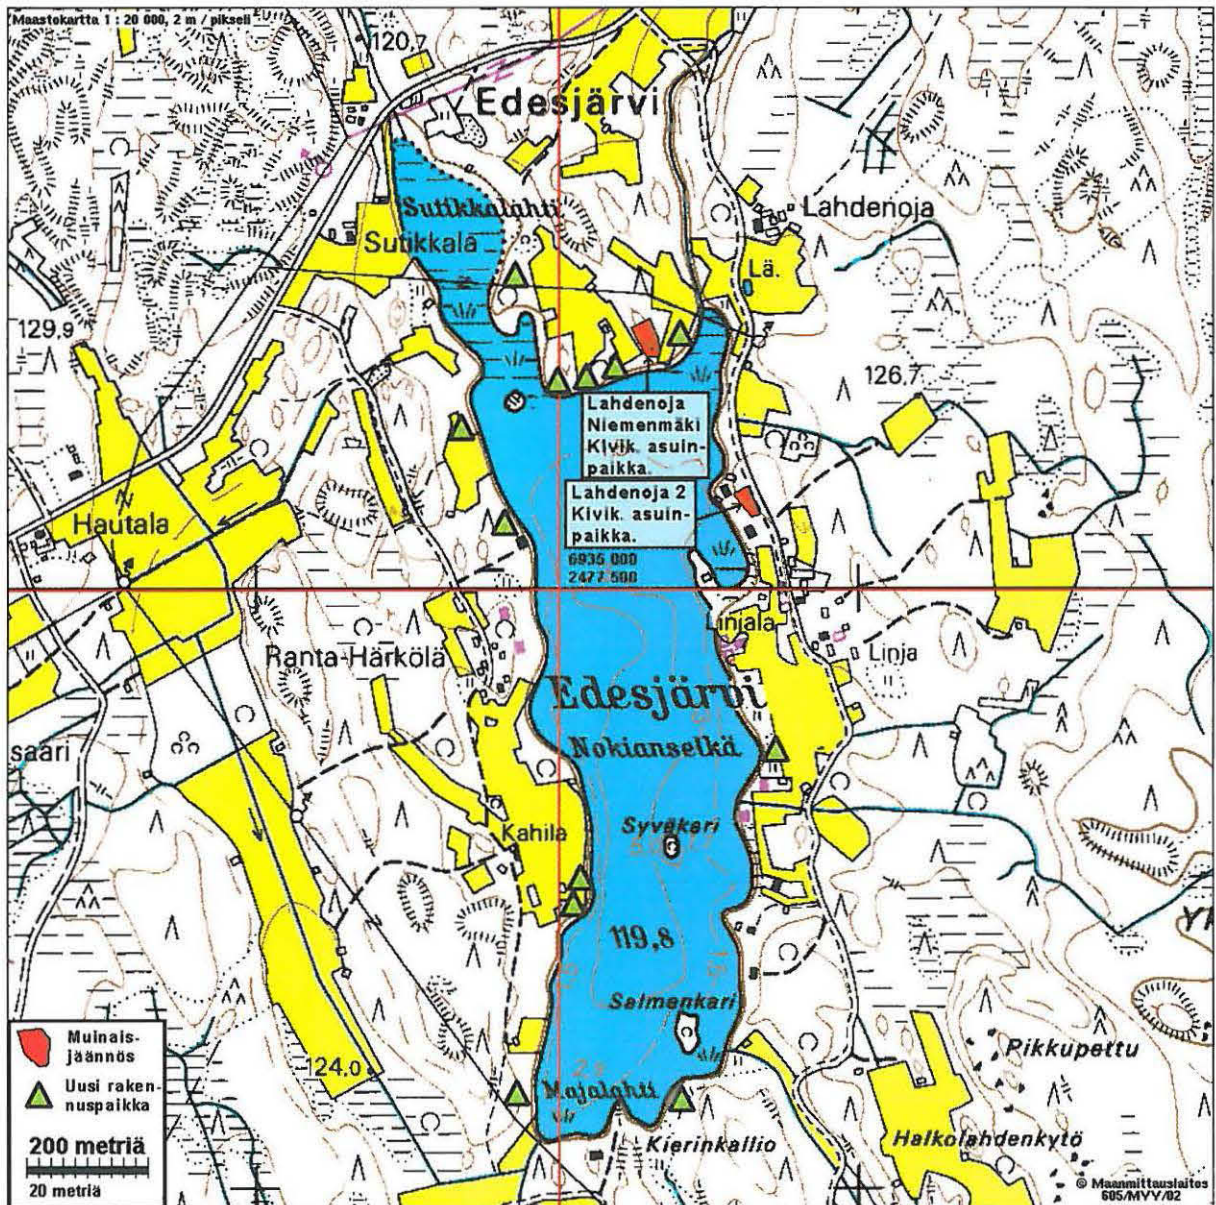 Maastokartta 1 : 20 000, 2 m / pikseli
120,7
Edesjärvi
Sutikkalahti
Sutikkala
Lahdenoja
Lä.
129,9
126,7
Lahdenoja
Niemenmäki
Kivik. asuin-
paikka.
Lahdenoja 2
Kivik. asuin-
paikka.
6935 000
2477 500
Hautala
Ranta-Härkölä
Linjala
Linja
Edesjärvi
Nokianselkä
saari
Syväkari
Kahila
119,8
Salmenkari
Muinais-
jäännös
Uusi raken-
nuspaikka
200 metriä
20 metriä
124,0
Majalahti
Kierinkallio
Pikkupettu
Halkolahdenkytö
© Maanmittauslaitos
605/MVY/02